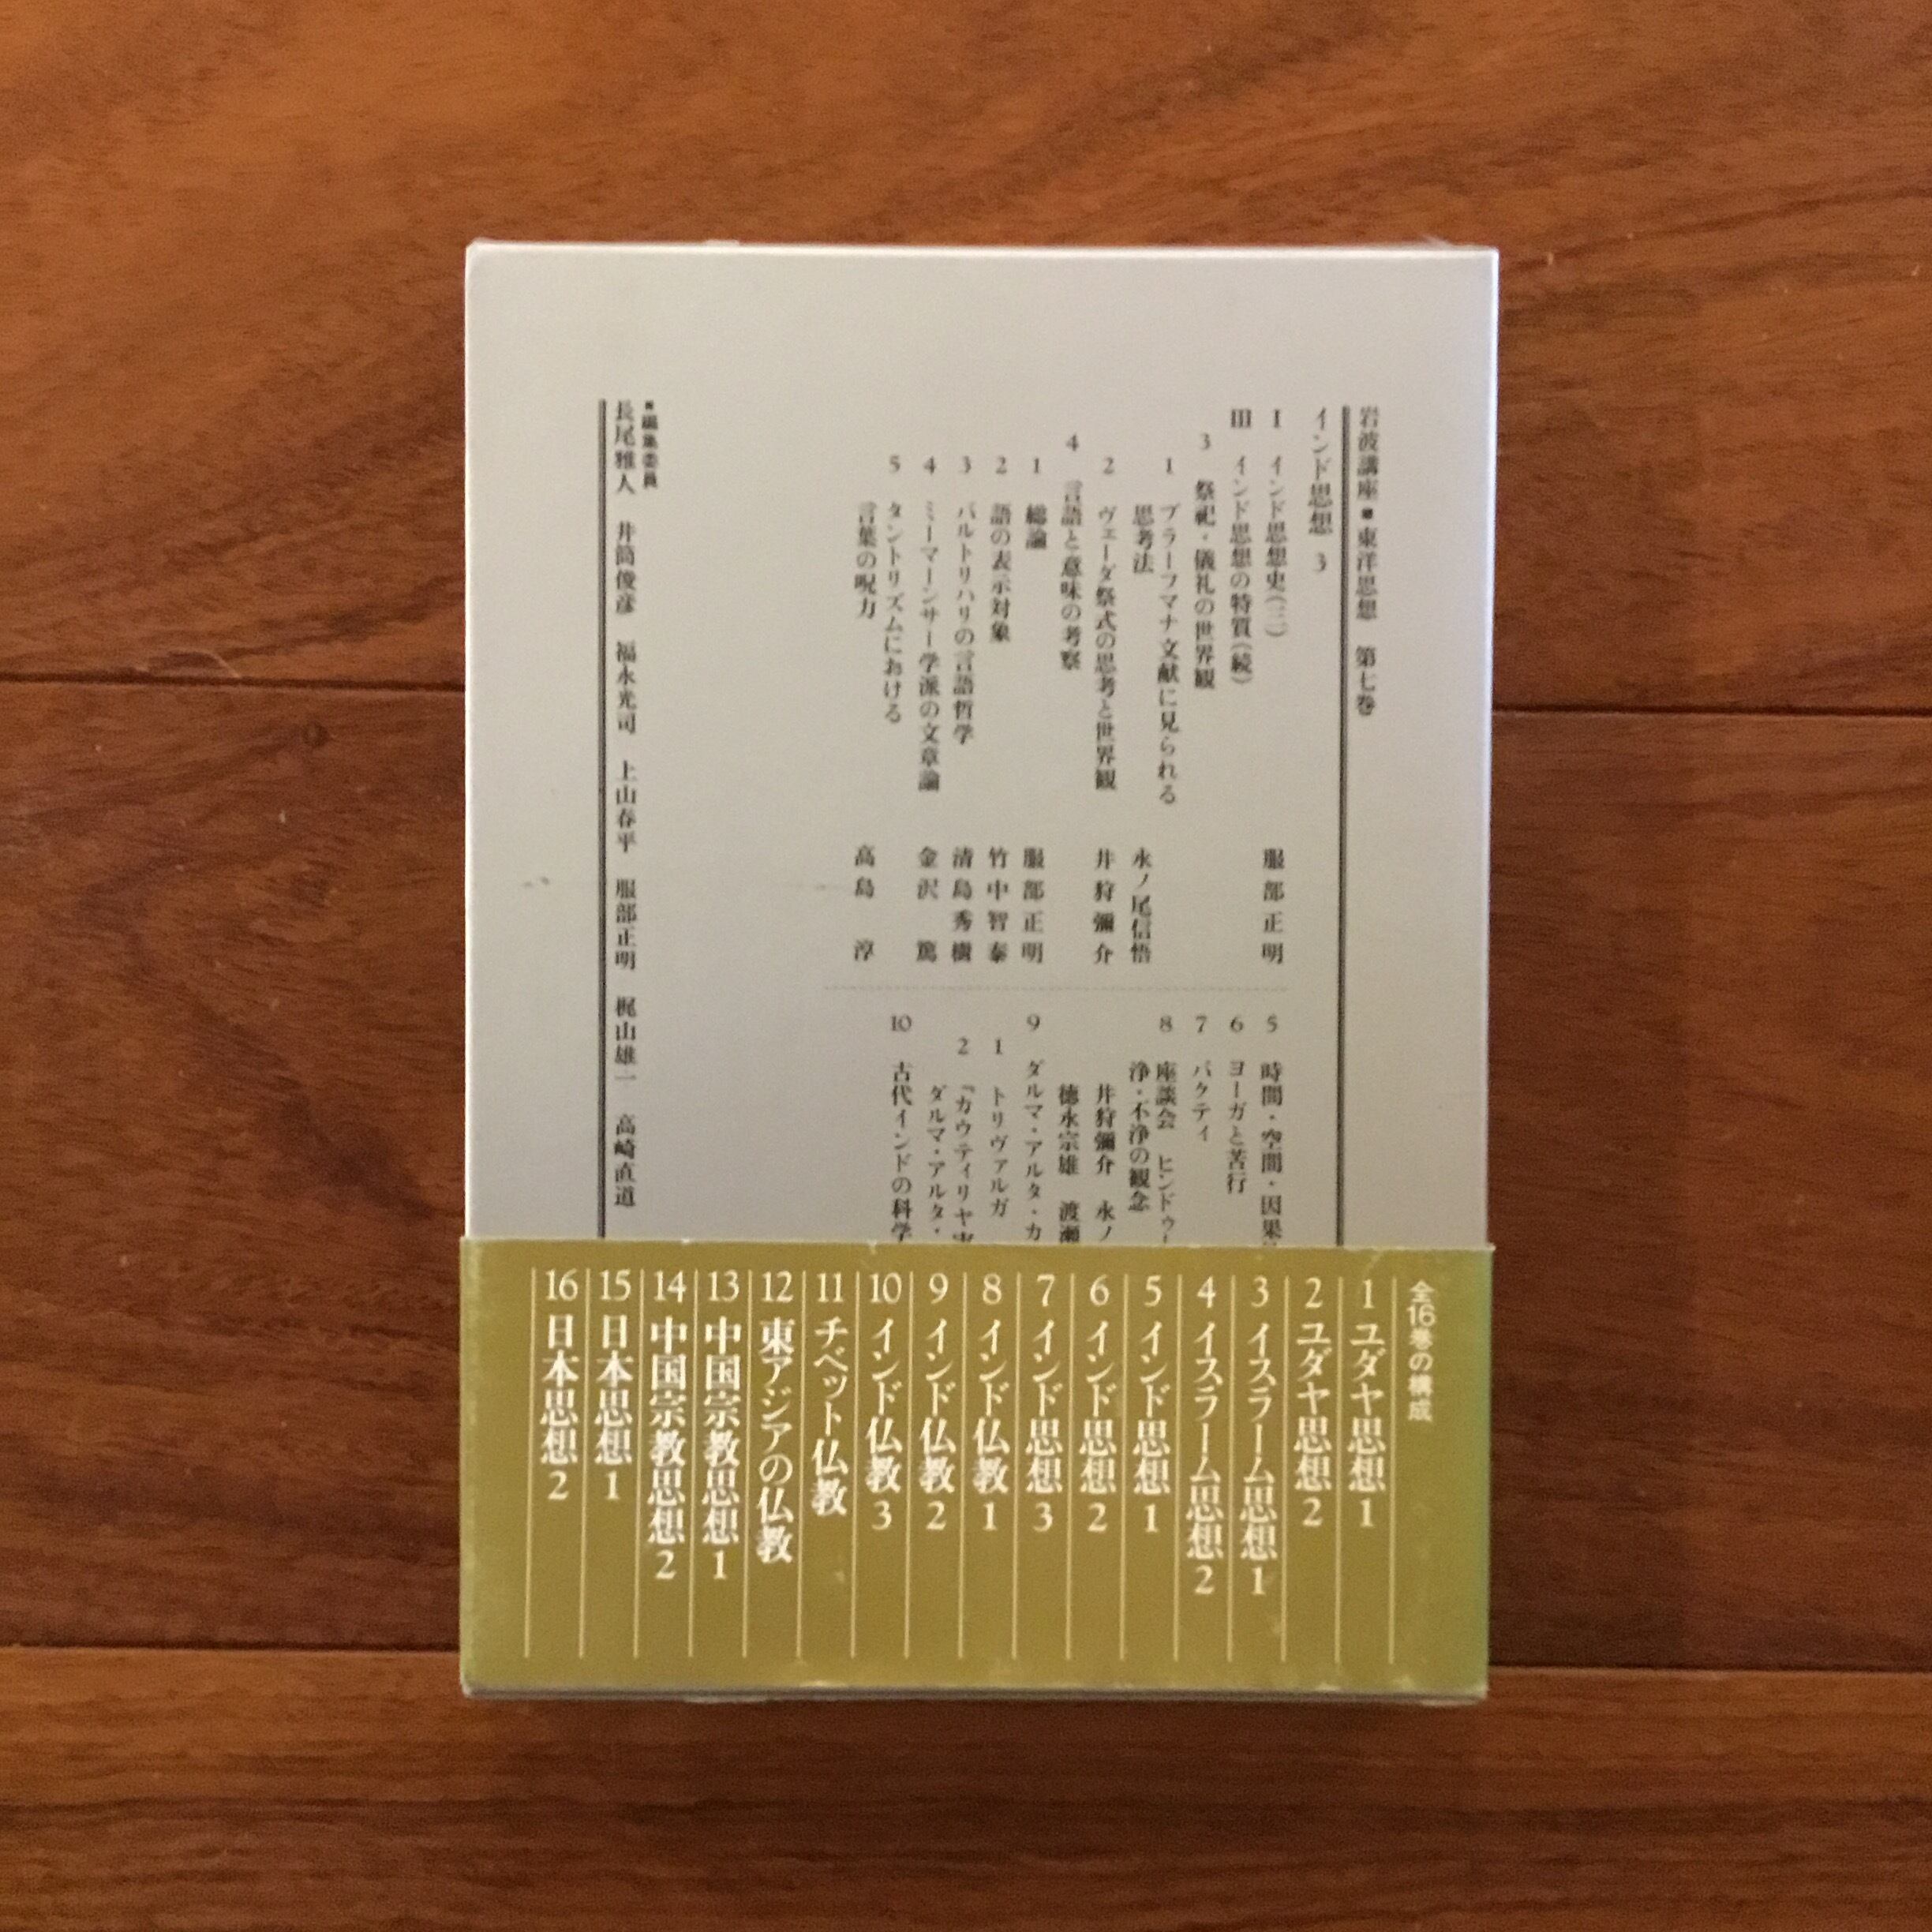 岩波講座■東洋思想 第七巻
インド思想 3
I インド思想史(三)
服部正明
III インド思想の特質(続)
3 祭祀・儀礼の世界観
1 ブラーフマナ文献に見られる
思考法
永ノ尾信悟
2 ヴェーダ祭式の思考と世界観
井狩彌介
4 言語と意味の考察
1 総論
服部正明
2 語の表示対象
竹中智泰
3 バルトリハリの言語哲学
清島秀樹
4 ミーマーンサー学派の文章論
金沢 篤
5 タントリズムにおける
言葉の呪力
高島 淳
5 時間・空間・因果
6 ヨーガと苦行
7 バクティ
8 座談会 ヒンドゥー
浄・不浄の観念
井狩彌介 永ノ
徳永宗雄 渡瀬
9 ダルマ・アルタ・カ
1 トリヴァルガ
2 『カウティリヤ
ダルマ・アルタ・
10 古代インドの科学
■編集委員
長尾雅人 井筒俊彦 福永光司 上山春平 服部正明 梶山雄一 高崎直道
全16巻の構成
1 ユダヤ思想 1
2 ユダヤ思想 2
3 イスラーム思想 1
4 イスラーム思想 2
5 インド思想 1
6 インド思想 2
7 インド思想 3
8 インド仏教 1
9 インド仏教 2
10 インド仏教 3
11 チベット仏教
12 東アジアの仏教
13 中国宗教思想 1
14 中国宗教思想 2
15 日本思想 1
16 日本思想 2